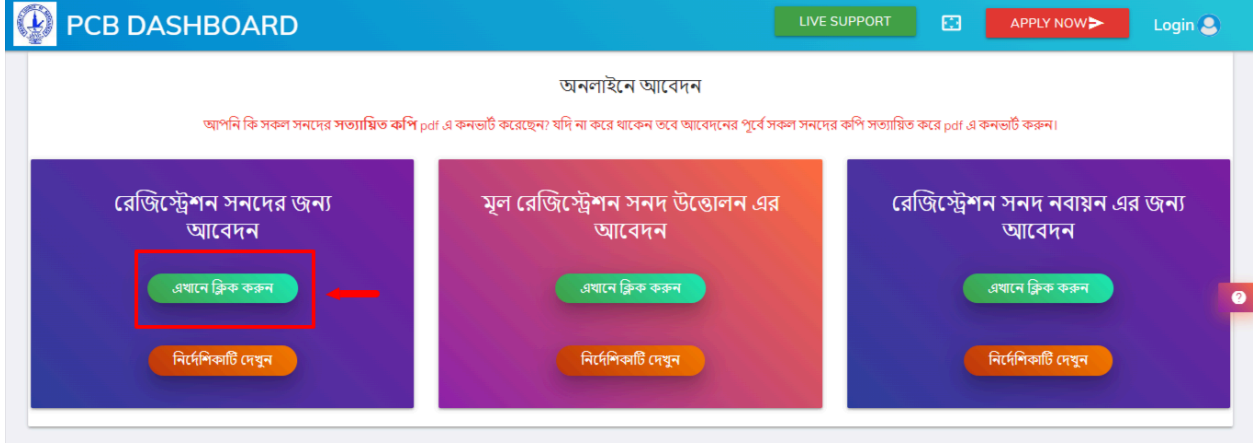 PCB DASHBOARD
LIVE SUPPORT
APPLY NOW
Login
অনলাইনে আবেদন
আপনি কি সকল সনদের সত্যায়িত কপি pdf এ কনভার্ট করেছেন? যদি না করে থাকেন তবে আবেদনের পূর্বে সকল সনদের কপি সত্যায়িত করে pdf এ কনভার্ট করুন।
রেজিস্ট্রেশন সনদের জন্য
আবেদন
এখানে ক্লিক করুন
নির্দেশিকাটি দেখুন
মূল রেজিস্ট্রেশন সনদ উত্তোলন এর
আবেদন
এখানে ক্লিক করুন
নির্দেশিকাটি দেখুন
রেজিস্ট্রেশন সনদ নবায়ন এর জন্য
আবেদন
এখানে ক্লিক করুন
নির্দেশিকাটি দেখুন